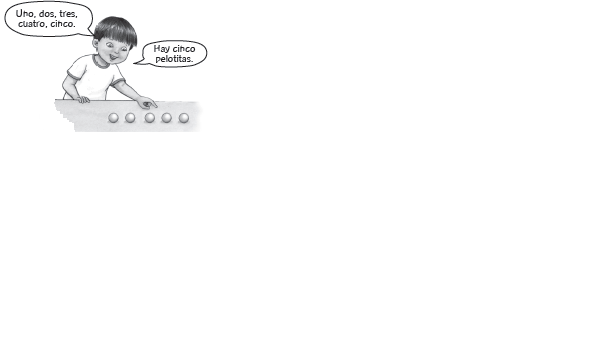 Uno, dos, tres,
cuatro, cinco.
Hay cinco
pelotitas.